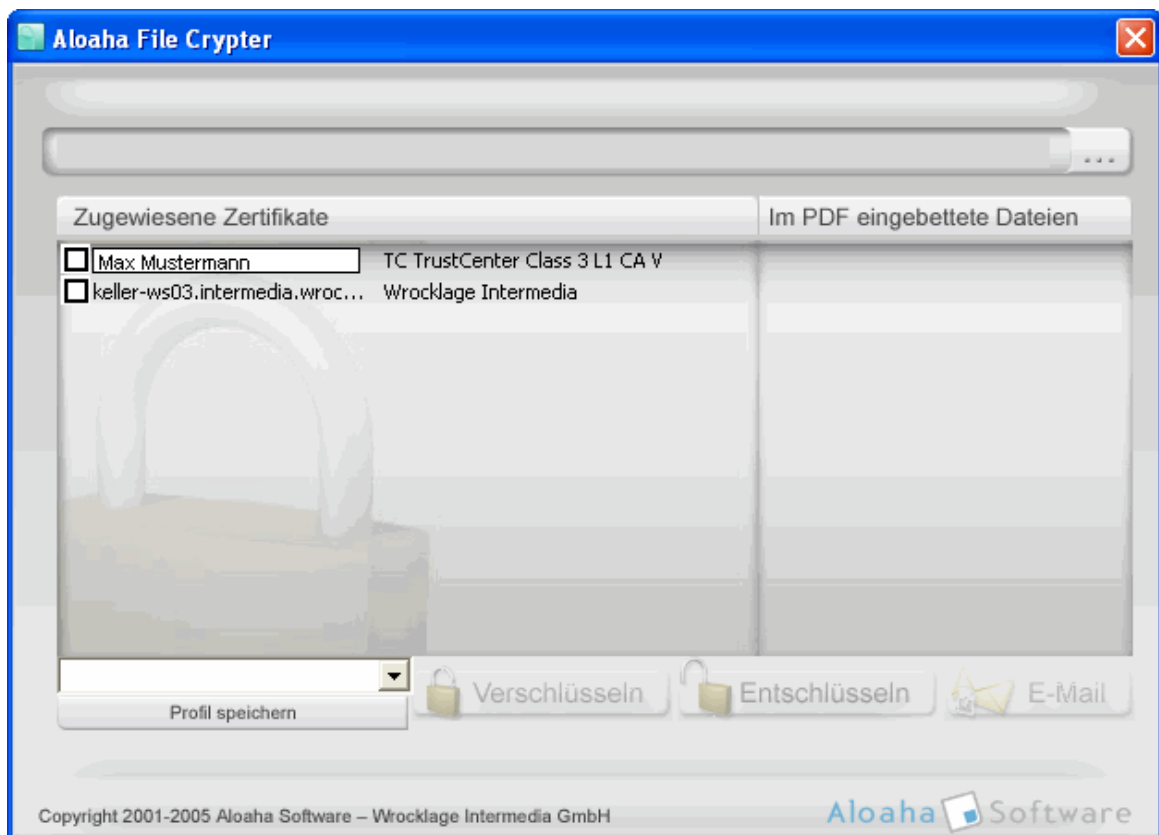 Aloaha File Crypter
...
Zugewiesene Zertifikate
Im PDF eingebettete Dateien
Max Mustermann TC TrustCenter Class 3 L1 CA V
keller-ws03.intermedia.wroc... Wrocklage Intermedia
Verschlüsseln
Entschlüsseln
E-Mail
Profil speichern
Copyright 2001-2005 Aloaha Software – Wrocklage Intermedia GmbH
Aloaha Software